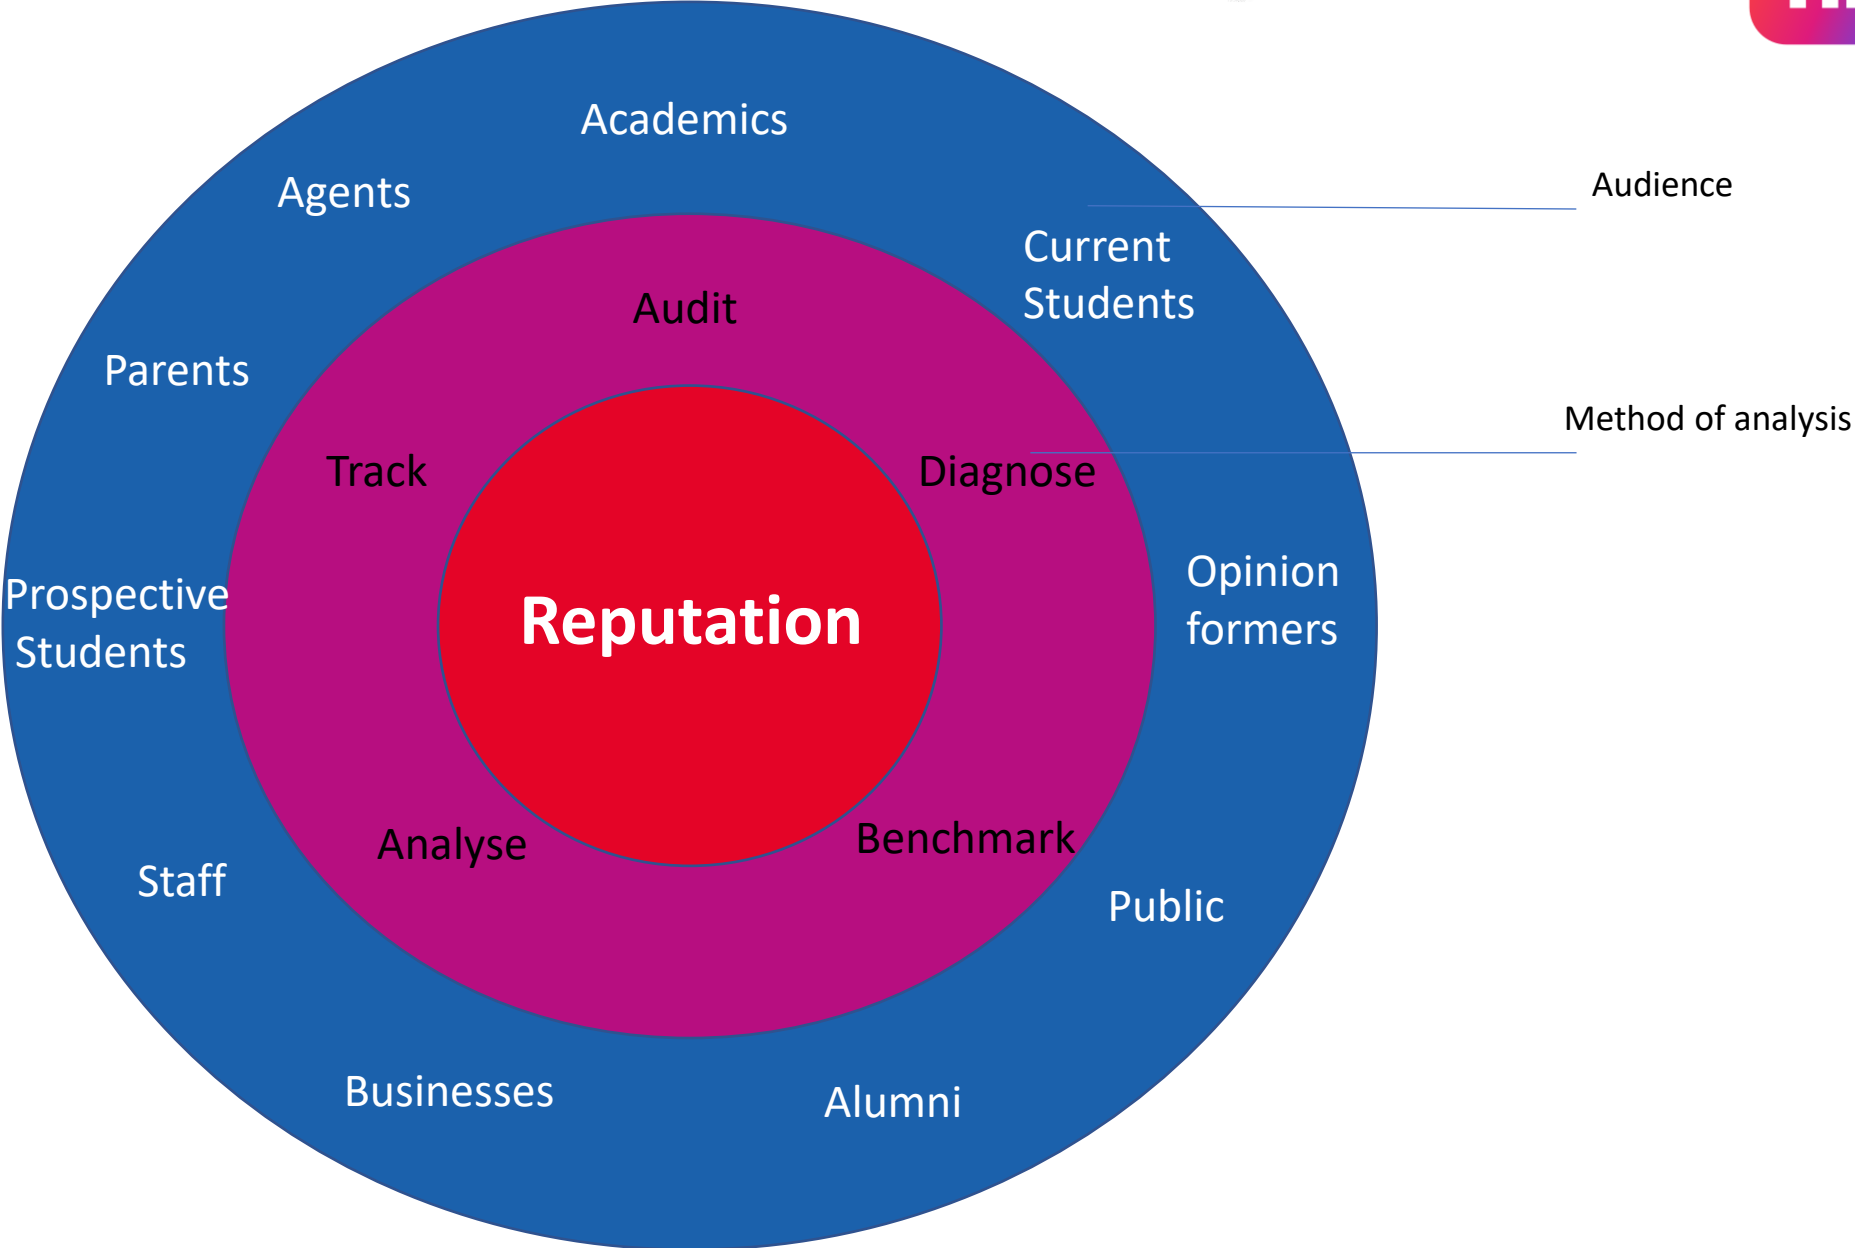 Academics
Agents
Audience
Current
Students
Audit
Parents
Method of analysis
Track
Diagnose
Opinion
formers
Prospective
Students
Reputation
Analyse
Benchmark
Staff
Public
Businesses
Alumni